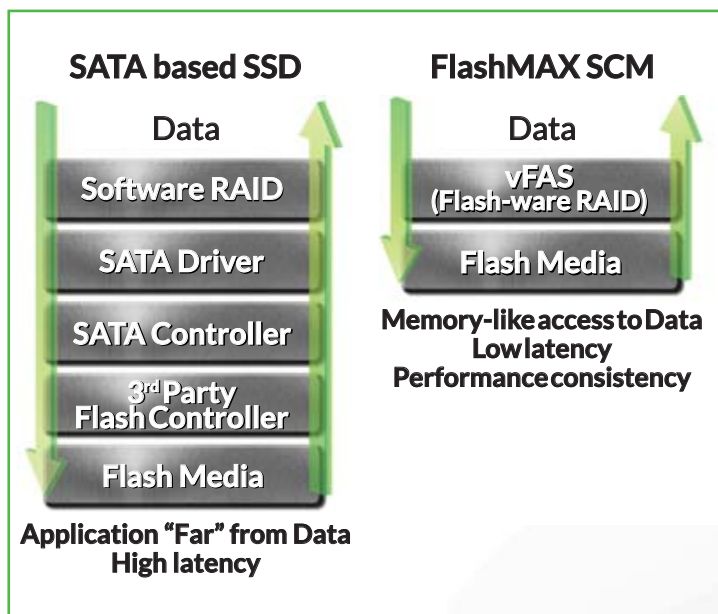 SATA based SSD
Data
Software RAID
SATA Driver
SATA Controller
3rd Party
Flash Controller
Flash Media
Application “Far” from Data
High latency
FlashMAX SCM
Data
vFAS
(Flash-ware RAID)
Flash Media
Memory-like access to Data
Low latency
Performance consistency